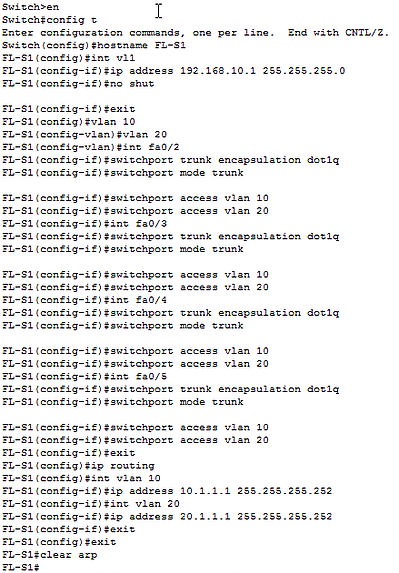 Switch>en
Switch#config t
Enter configuration commands, one per line.  End with CNTL/Z.
Switch(config)#hostname FL-S1
FL-S1(config)#int vl1
FL-S1(config-if)#ip address 192.168.10.1 255.255.255.0
FL-S1(config-if)#no shut
FL-S1(config-if)#exit
FL-S1(config)#vlan 10
FL-S1(config-vlan)#vlan 20
FL-S1(config-vlan)#int fa0/2
FL-S1(config-if)#switchport trunk encapsulation dot1q
FL-S1(config-if)#switchport mode trunk
FL-S1(config-if)#switchport access vlan 10
FL-S1(config-if)#switchport access vlan 20
FL-S1(config-if)#int fa0/3
FL-S1(config-if)#switchport trunk encapsulation dot1q
FL-S1(config-if)#switchport mode trunk
FL-S1(config-if)#switchport access vlan 10
FL-S1(config-if)#switchport access vlan 20
FL-S1(config-if)#int fa0/4
FL-S1(config-if)#switchport trunk encapsulation dot1q
FL-S1(config-if)#switchport mode trunk
FL-S1(config-if)#switchport access vlan 10
FL-S1(config-if)#switchport access vlan 20
FL-S1(config-if)#int fa0/5
FL-S1(config-if)#switchport trunk encapsulation dot1q
FL-S1(config-if)#switchport mode trunk
FL-S1(config-if)#switchport access vlan 10
FL-S1(config-if)#switchport access vlan 20
FL-S1(config-if)#exit
FL-S1(config)#ip routing
FL-S1(config)#int vlan 10
FL-S1(config-if)#ip address 10.1.1.1 255.255.255.252
FL-S1(config-if)#int vlan 20
FL-S1(config-if)#ip address 20.1.1.1 255.255.255.252
FL-S1(config-if)#exit
FL-S1(config)#exit
FL-S1#clear arp
FL-S1#